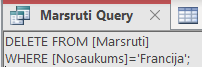 Marsruti Query
DELETE FROM [Marsruti]
WHERE [Nosaukums]='Francija';